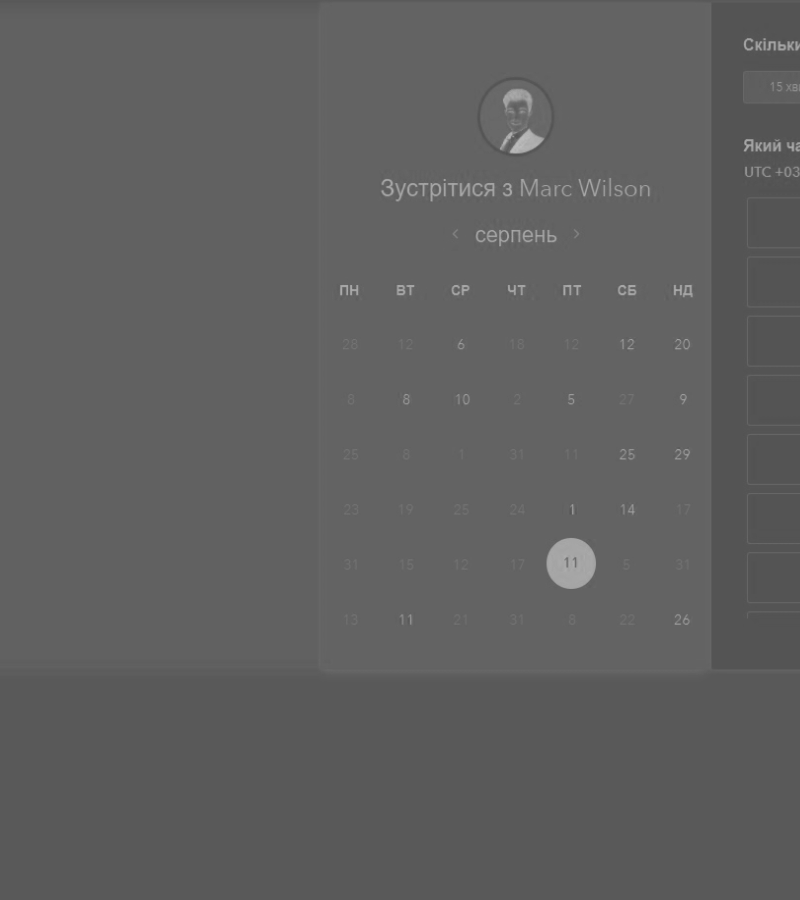 Скільки
15 хв
Зустрітися з Marc Wilson
Який ча
UTC +03
серпень
ПН ВТ СР ЧТ ПТ СБ НД
28 12 6 18 12 12 20
8 8 10 2 5 27 9
25 8 1 31 11 25 29
23 19 25 24 1 14 17
31 15 12 17 11 5 31
13 11 21 31 8 22 26